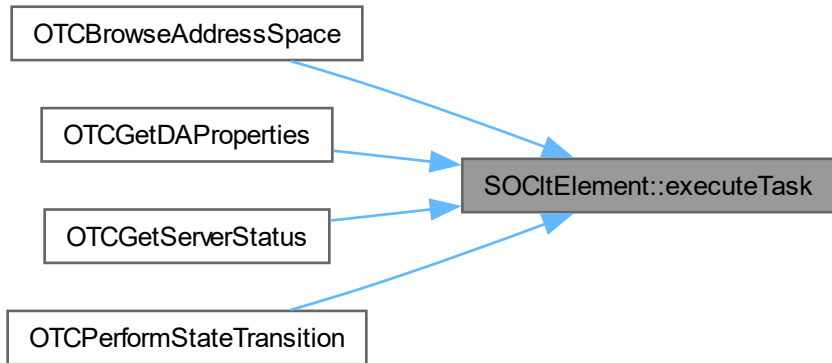 OTCBrowseAddressSpace
OTCGetDAProperties
SOCltElement::executeTask
OTCGetServerStatus
OTCPerformStateTransition